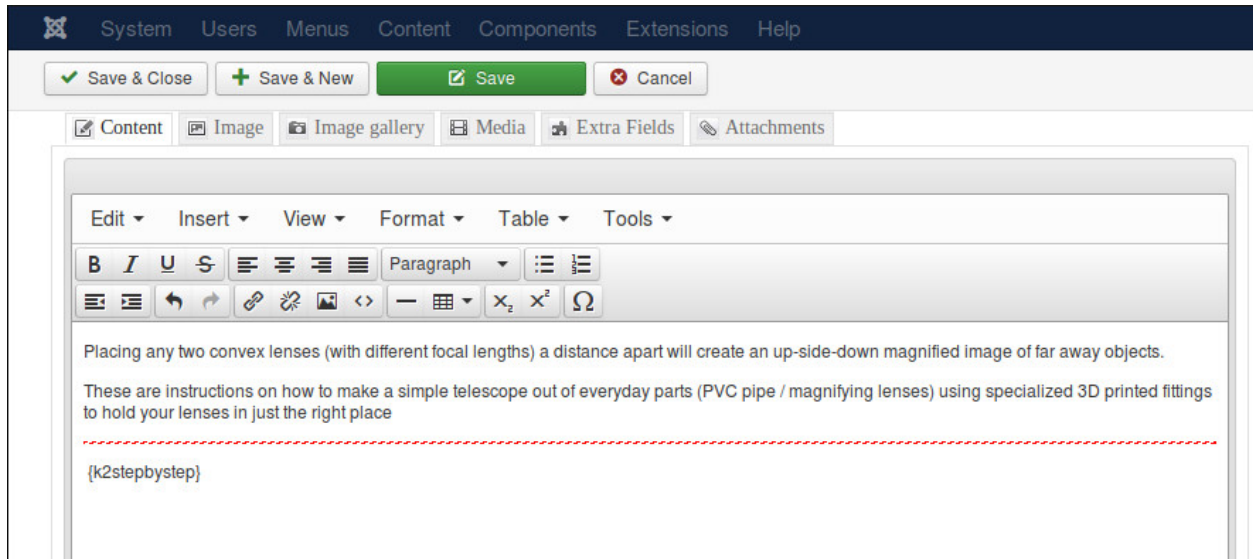 System Users Menus Content Components Extensions Help
Save & Close Save & New Save Cancel
Content Image Image gallery Media Extra Fields Attachments
Edit Insert View Format Table Tools
B I U S Paragraph
X₂ X² Ω
Placing any two convex lenses (with different focal lengths) a distance apart will create an up-side-down magnified image of far away objects.
These are instructions on how to make a simple telescope out of everyday parts (PVC pipe / magnifying lenses) using specialized 3D printed fittings
to hold your lenses in just the right place
{k2stepbystep}